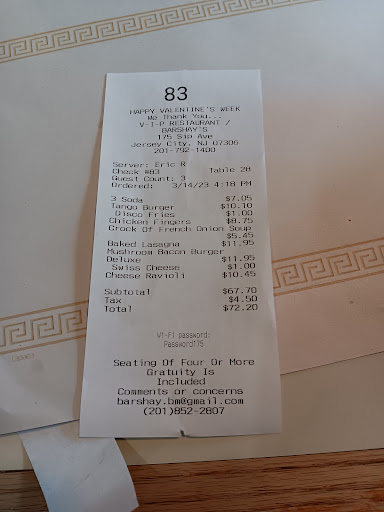 83
HAPPY VALENTINE'S WEEK
We Thank You...
V-I-P RESTAURANT /
BARSHAY'S
175 Sip Ave
Jersey City, NJ 07306
201-792-1400
Server: Eric R
Check #83 Table 28
Guest Count: 3
Ordered: 3/14/23 4:18 PM
3 Soda $7.05
Tango Burger $10.10
Disco Fries $1.00
Chicken Fingers $8.75
Crock Of French Onion Soup
$5.45
Baked Lasagna $11.95
Mushroom Bacon Burger
Deluxe $11.95
Swiss Cheese $1.00
Cheese Ravioli $10.45
Subtotal $67.70
Tax $4.50
Total $72.20
Wi-Fi password:
Password175
Seating Of Four Or More
Gratuity Is
Included
Comments or concerns
barshay.bm@gmail.com
(201)852-2807